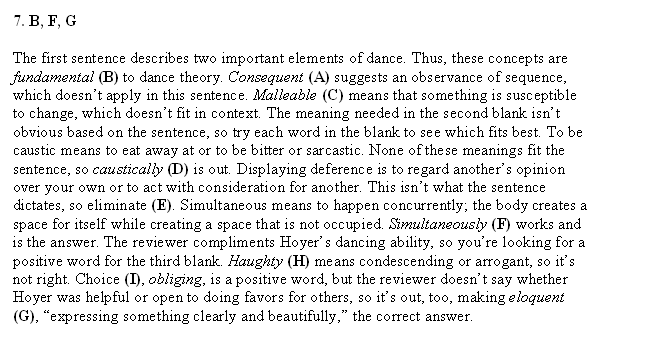 7. B, F, G
The first sentence describes two important elements of dance. Thus, these concepts are
fundamental (B) to dance theory. Consequent (A) suggests an observance of sequence,
which doesn't apply in this sentence. Malleable (C) means that something is susceptible
to change, which doesn't fit in context. The meaning needed in the second blank isn't
obvious based on the sentence, so try each word in the blank to see which fits best. To be
caustic means to eat away at or to be bitter or sarcastic. None of these meanings fit the
sentence, so caustically (D) is out. Displaying deference is to regard another's opinion
over your own or to act with consideration for another. This isn't what the sentence
dictates, so eliminate (E). Simultaneous means to happen concurrently; the body creates a
space for itself while creating a space that is not occupied. Simultaneously (F) works and
is the answer. The reviewer compliments Hoyer's dancing ability, so you're looking for a
positive word for the third blank. Haughty (H) means condescending or arrogant, so it's
not right. Choice (I), obliging, is a positive word, but the reviewer doesn't say whether
Hoyer was helpful or open to doing favors for others, so it's out, too, making eloquent
(G), "expressing something clearly and beautifully," the correct answer.